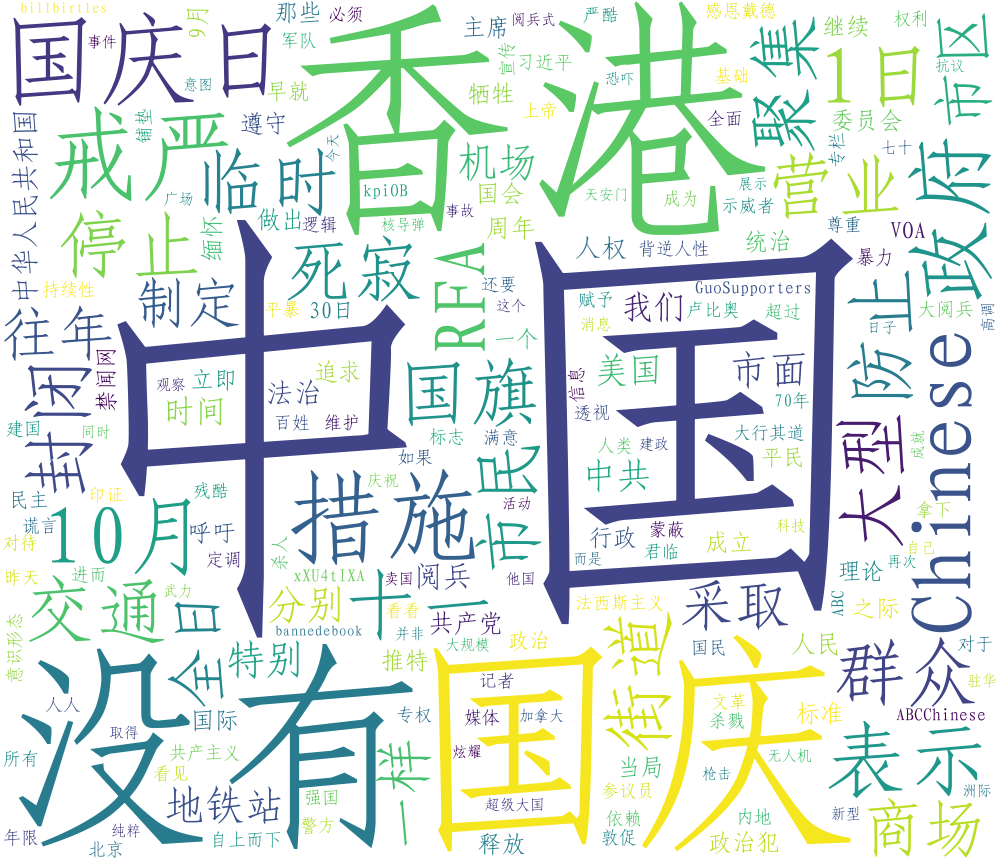 billbirtles
那些
必须
阅兵式
严酷
感恩戴德
继续
权利
国庆日
事件
9月
军队
主席
宣传
习近平
恐吓
香港
聚集
1日
抗议
市区
意图
早就
牺牲
上帝
基础
全面
委员会
中华人民共和国
戒严
铺垫
遵守
今天
专栏
七十
政府
临时
机场
kpi0B
国会
天安门
成为
展示
示威者
营业
广场
做出
逻辑
核导弹
事故
尊重
VOA
停止
缅怀
周年
人权
背逆人性
统治
暴力
死寂
RFA
还要
这个
GuoSupporters
持续性
制定
平暴
30日
赋予
我们
卢比奥
超过
防止
大阅兵
高调
日子
往年
禁闻网
中国
一个
消息
Chinese
观察
立即
追求
国旗
美国
市面
信息
时间
法治
透视
70年
封闭
百姓
维护
建国
同时
标志
满意
人类
建政
大行其道
大型
成就
如果
市民
中共
平民
民主
印证
残酷
庆祝
措施
活动
谎言
10月
呼吁
行政
蒙蔽
科技
拿下
对待
定调
杀人
而是
君临
成立
自己
理论
再次
昨天
进而
武力
xXU4tIXA
卖国
阅兵
他国
交通
日
分别
十一
看看
共产党
法西斯主义
采取
ABC
之际
意识形态
bannedebook
并非
政治
街道
国民
人民
群众
对于
驻华
全
特别
推特
大规模
没有
记者
国庆
人人
国际
专权
媒体
加拿大
文革
杀戮
标准
ABCChinese
取得
所有
共产主义
看见
一样
炫耀
当局
枪击
无人机
表示
洲际
地铁站
强国
超级大国
参议员
年限
纯粹
自上而下
警方
依赖
内地
新型
商场
北京
释放
敦促
政治犯